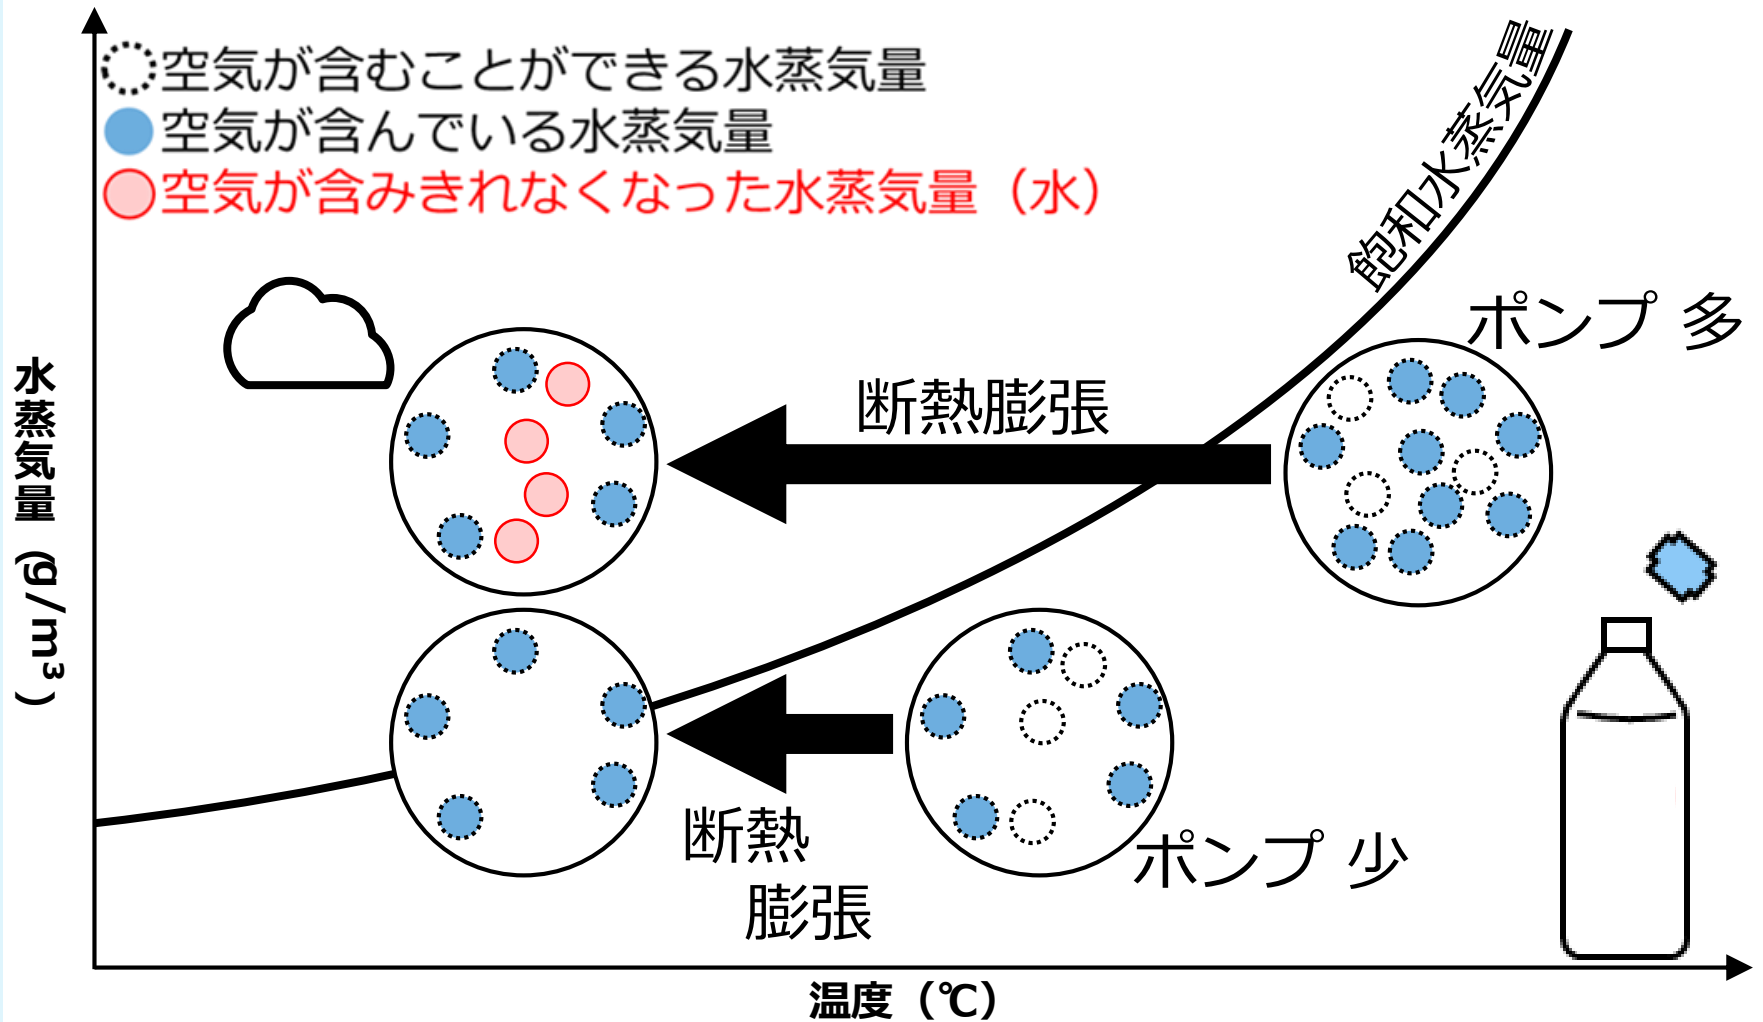 空気が含むことができる水蒸気量
空気が含んでいる水蒸気量
空気が含みきれなくなった水蒸気量（水）
飽和水蒸気量
ポンプ 多
断熱膨張
水蒸気量（g/m³）
断熱
膨張
ポンプ 少
温度（℃）